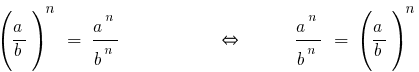 (a/b)^n = a^n/b^n ⇔ a^n/b^n = (a/b)^n